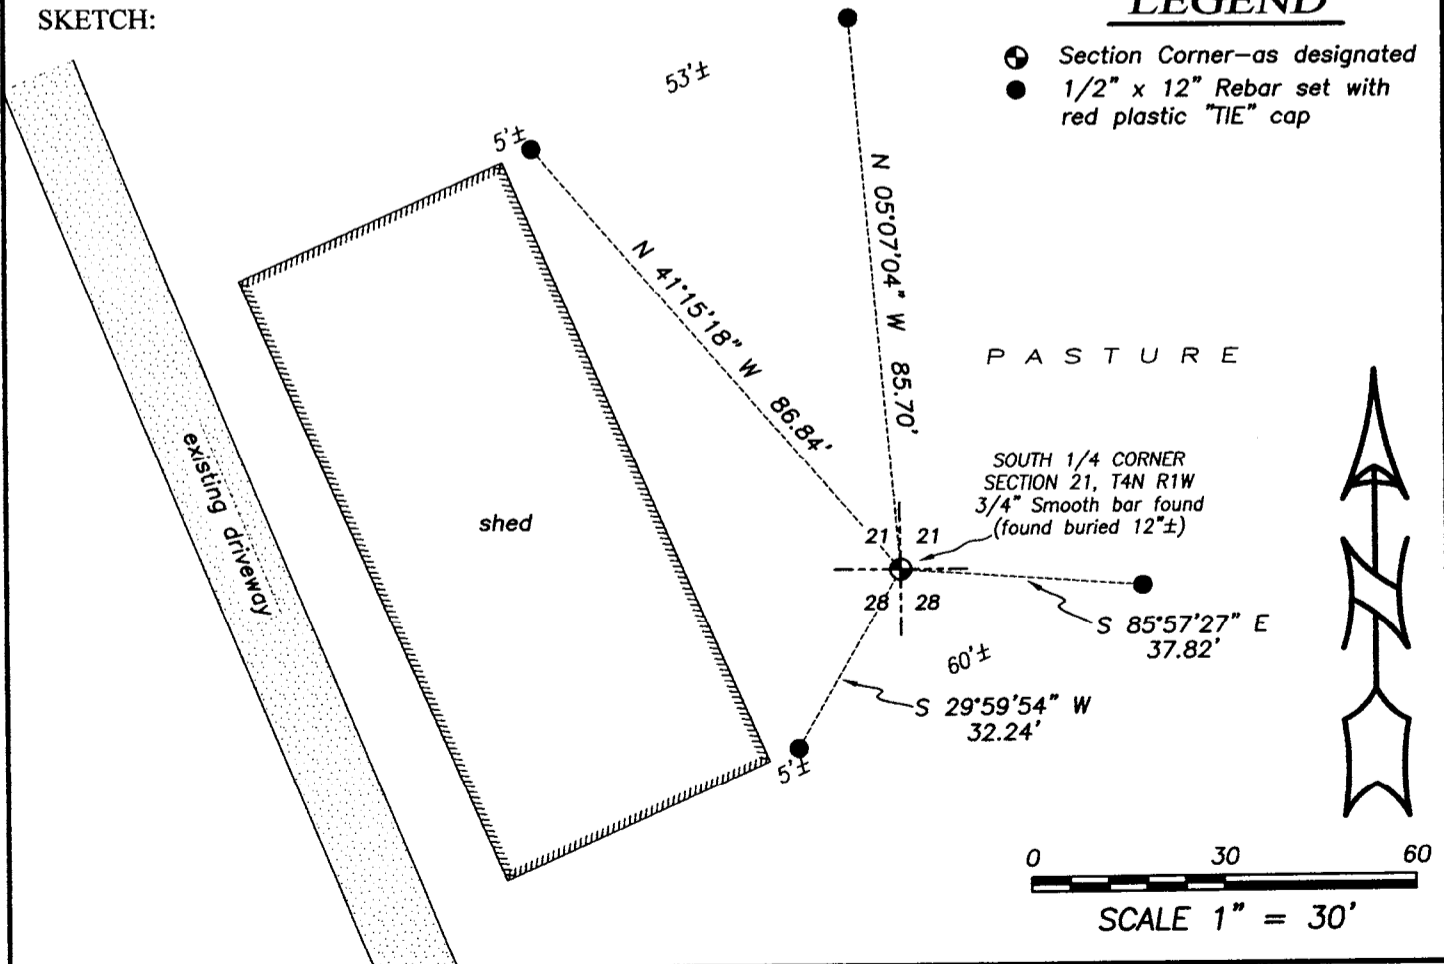 SKETCH:
LEGEND
Section Corner-as designated
1/2" x 12" Rebar set with
red plastic "TIE" cap
53'±
5'±
N 05°07'04" W 85.70'
N 41°15'18" W 86.84'
PASTURE
existing driveway
shed
SOUTH 1/4 CORNER
SECTION 21, T4N R1W
3/4" Smooth bar found
(found buried 12"±)
21 21
28 28
S 85°57'27" E
37.82'
60'±
S 29°59'54" W
32.24'
5'±
N
0 30 60
SCALE 1" = 30'